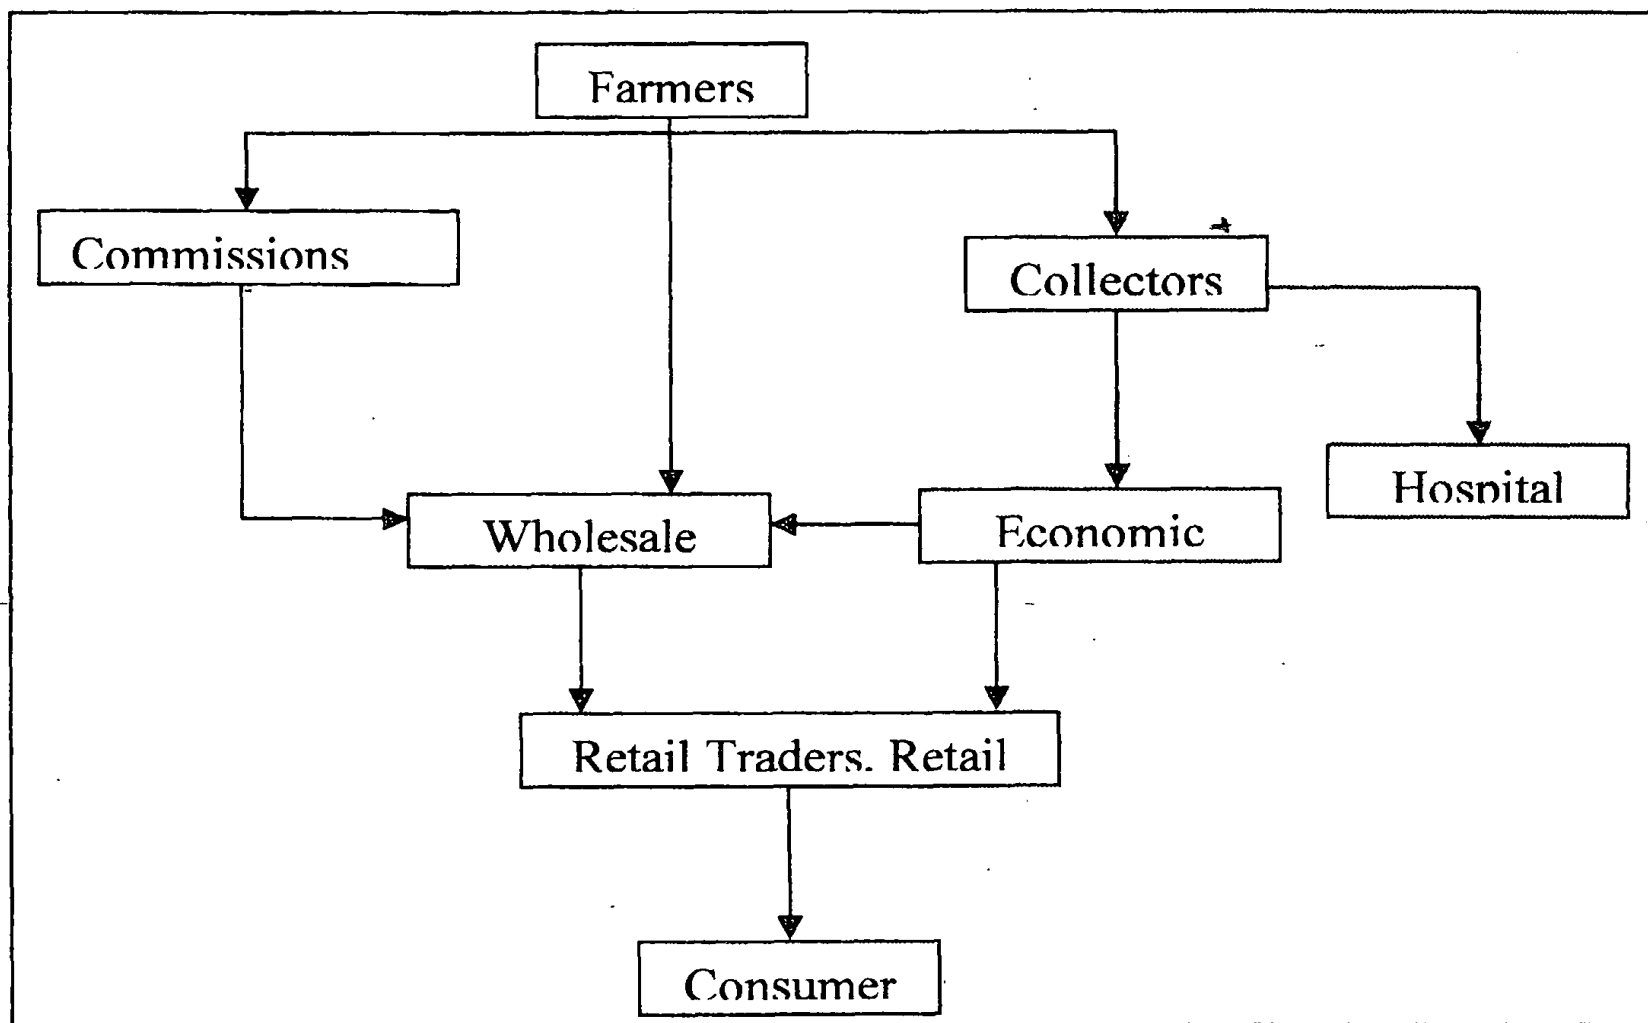 Farmers
Commissions
Collectors
Hospital
Wholesale
Economic
Retail Traders. Retail
Consumer